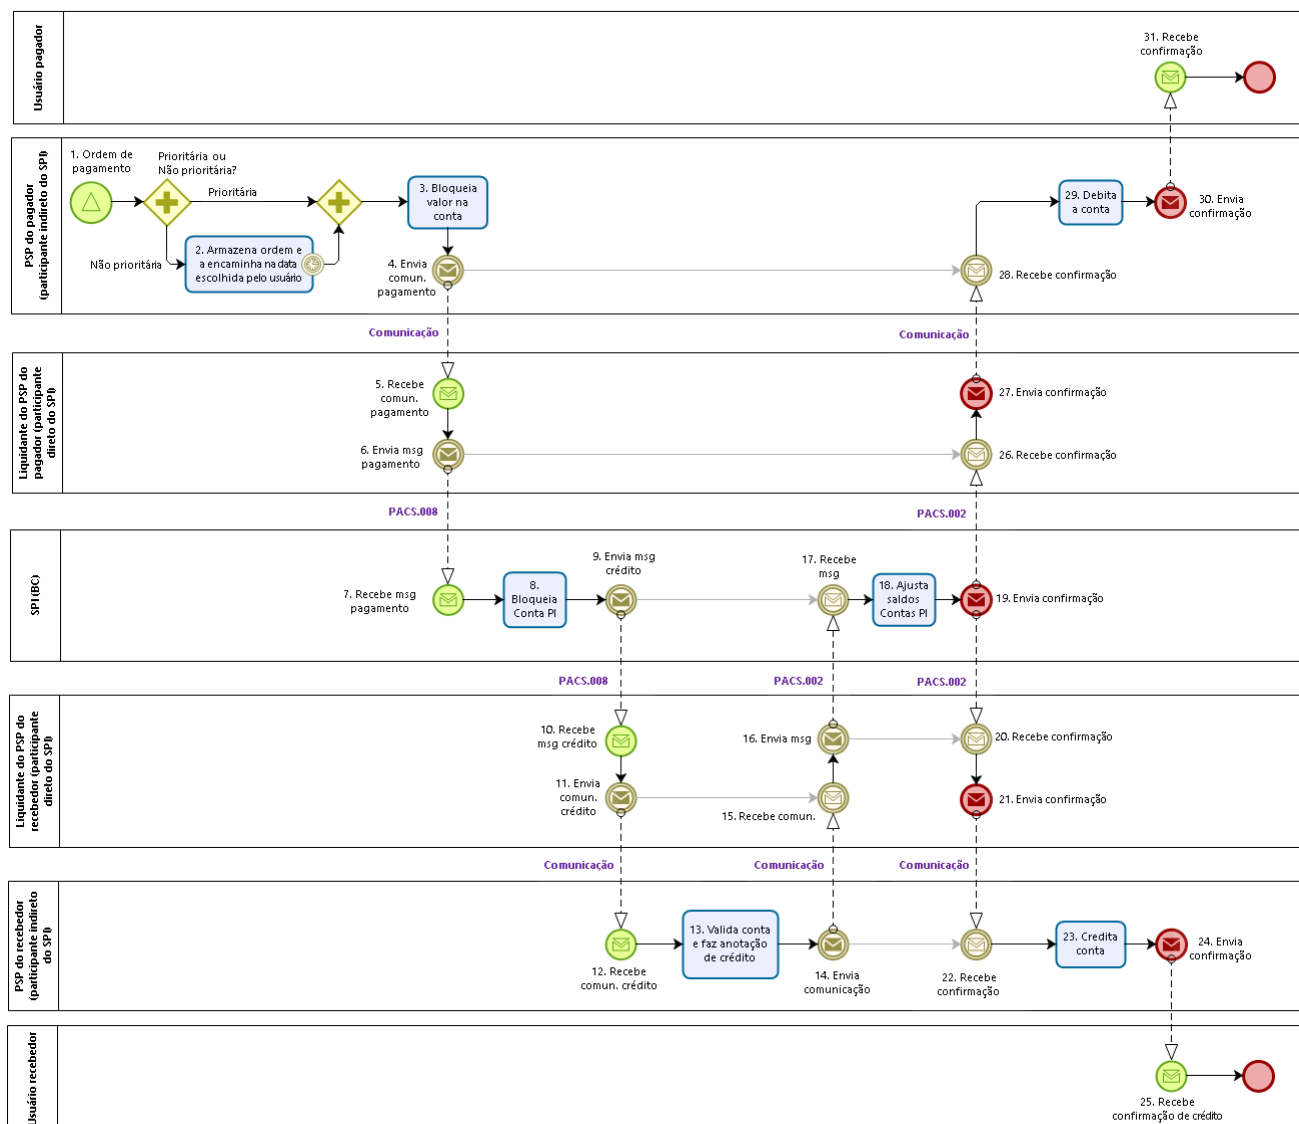 Usuário pagador
31. Recebe
confirmação
PSP do pagador
(participante indireto do SPI)
1. Ordem de
pagamento
Prioritária ou
Não prioritária?
Prioritária
Não prioritária
2. Armazena ordem e
a encaminha na data
escolhida pelo usuário
3. Bloqueia
valor na
conta
4. Envia
comun.
pagamento
28. Recebe confirmação
29. Debita
a conta
30. Envia
confirmação
Comunicação
Comunicação
Liquidante do PSP do
pagador (participante
direto do SPI)
5. Recebe
comun.
pagamento
6. Envia msg
pagamento
27. Envia confirmação
26. Recebe confirmação
PACS.008
PACS.002
SPI (BC)
7. Recebe msg
pagamento
8.
Bloqueia
Conta PI
9. Envia msg
crédito
17. Recebe
msg
18. Ajusta
saldos
Contas PI
19. Envia confirmação
PACS.008
PACS.002
PACS.002
Liquidante do PSP do
recebedor (participante
direto do SPI)
10. Recebe
msg crédito
11. Envia
comun.
crédito
16. Envia msg
15. Recebe comun.
20. Recebe confirmação
21. Envia confirmação
Comunicação
Comunicação
Comunicação
PSP do recebedor
(participante indireto
do SPI)
12. Recebe
comun. crédito
13. Valida conta
e faz anotação
de crédito
14. Envia
comunicação
22. Recebe
confirmação
23. Credita
conta
24. Envia
confirmação
Usuário recebedor
25. Recebe
confirmação de crédito